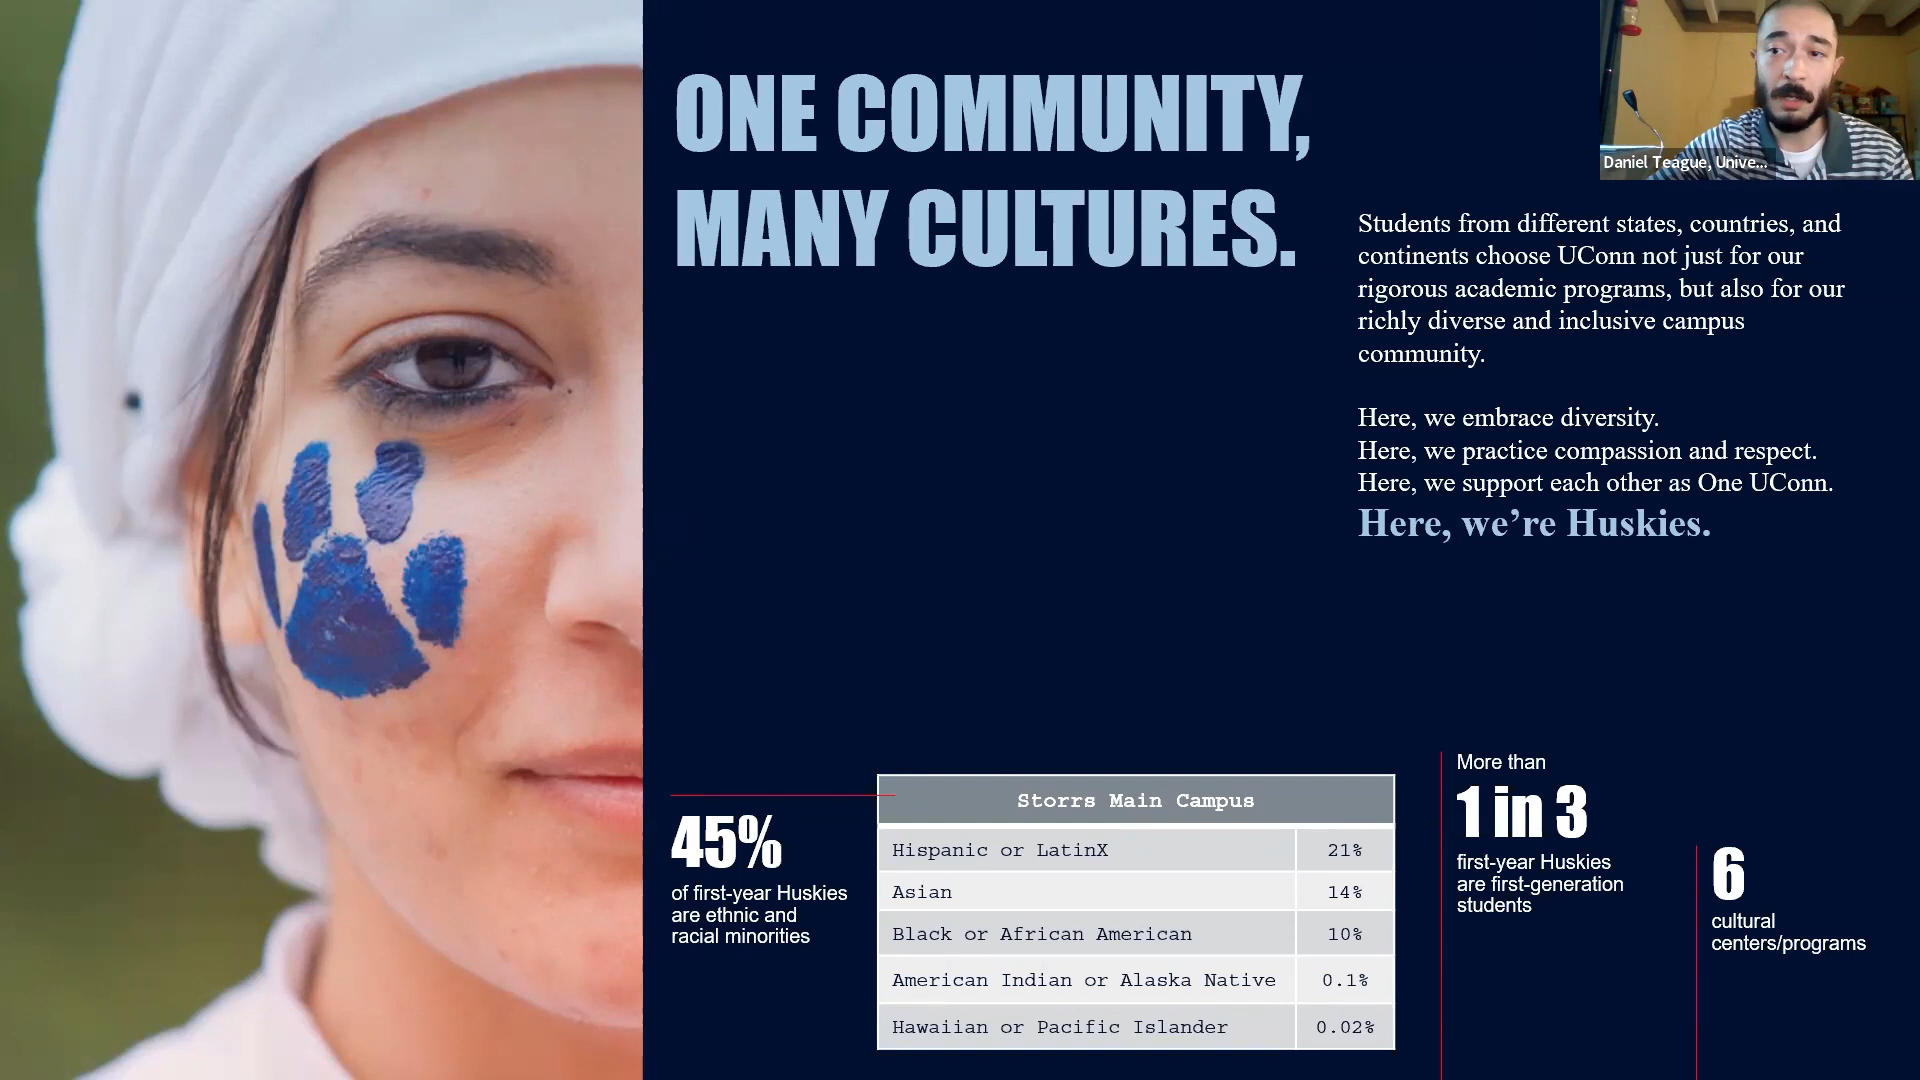 ONE COMMUNITY,
MANY CULTURES.
Daniel Teague, Unive...
Students from different states, countries, and
continents choose UConn not just for our
rigorous academic programs, but also for our
richly diverse and inclusive campus
community.
Here, we embrace diversity.
Here, we practice compassion and respect.
Here, we support each other as One UConn.
Here, we’re Huskies.
45%
of first-year Huskies
are ethnic and
racial minorities
Storrs Main Campus
Hispanic or LatinX 21%
Asian 14%
Black or African American 10%
American Indian or Alaska Native 0.1%
Hawaiian or Pacific Islander 0.02%
More than
1 in 3
first-year Huskies
are first-generation
students
6
cultural
centers/programs